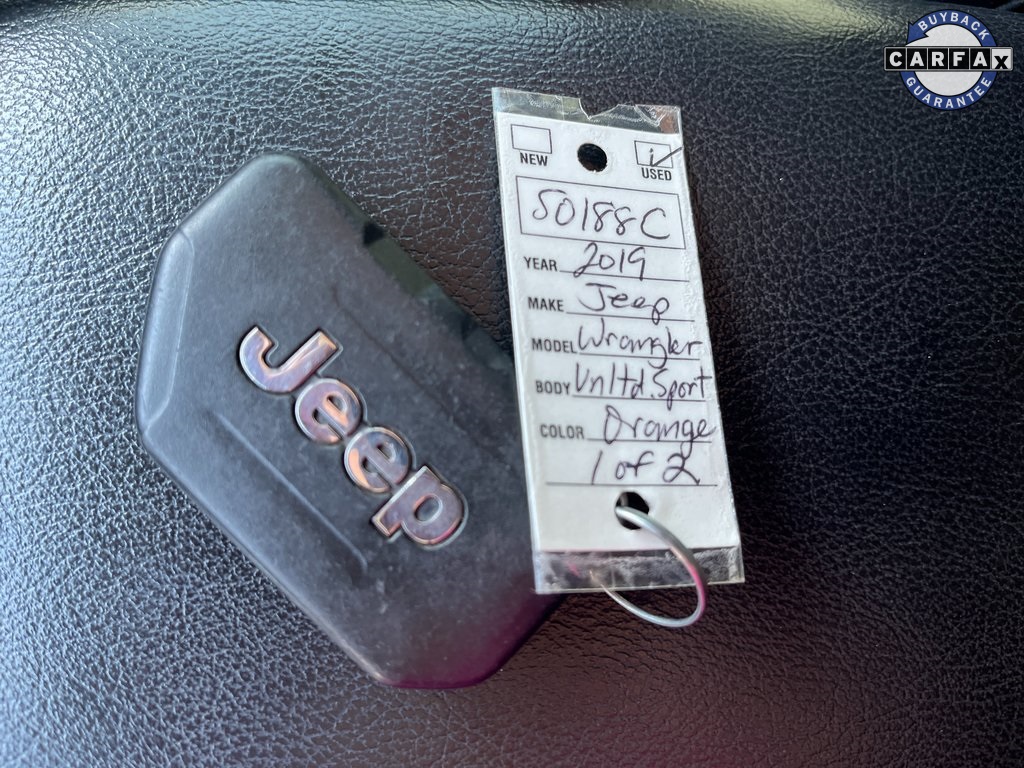 BUYBACK
CARFAX
GUARANTEE
NEW
USED
S0188C
YEAR 2019
MAKE Jeep
MODEL Wrangler
BODY Unltd. Sport
COLOR Orange
1 of 2
Jeep